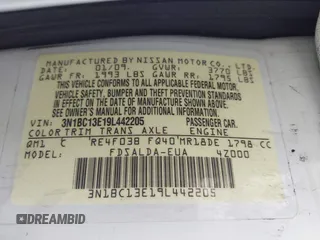 MANUFACTURED BY NISSAN MOTOR CO., LTD.
DATE: 01/09. GVWR: 3770 LBS
GAWR FR: 1993 LBS GAWR RR: 1795 LBS
THIS VEHICLE CONFORMS TO ALL APPLICABLE FEDERAL MOTOR
VEHICLE SAFETY, BUMPER, AND THEFT PREVENTION STANDARDS
IN EFFECT ON THE DATE OF MANUFACTURE SHOWN ABOVE.
SEE OWNER'S MANUAL FOR ADDITIONAL INFORMATION
VIN: 3N1BC13E19L442205 PASSENGER CAR.
COLOR TRIM TRANS AXLE ENGINE
QM1 C RE4F03B FQ40 MR18DE 1798 CC
FDSALDA-EUA 4Z000
MODEL
3N1BC13E19L442205
© AUTOBIDCAR
DREAMBID